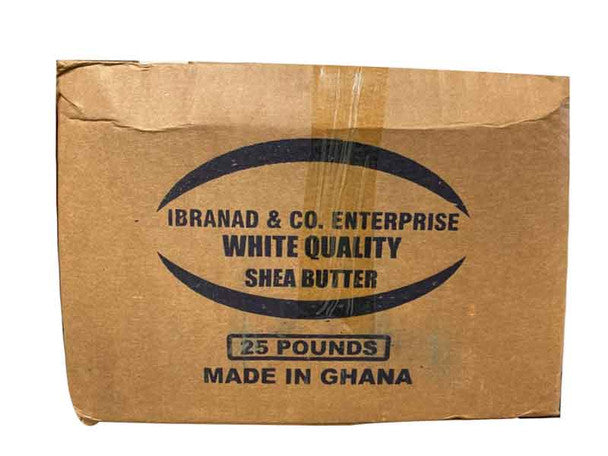 IBRANAD & CO. ENTERPRISE
WHITE QUALITY
SHEA BUTTER
25 POUNDS
MADE IN GHANA